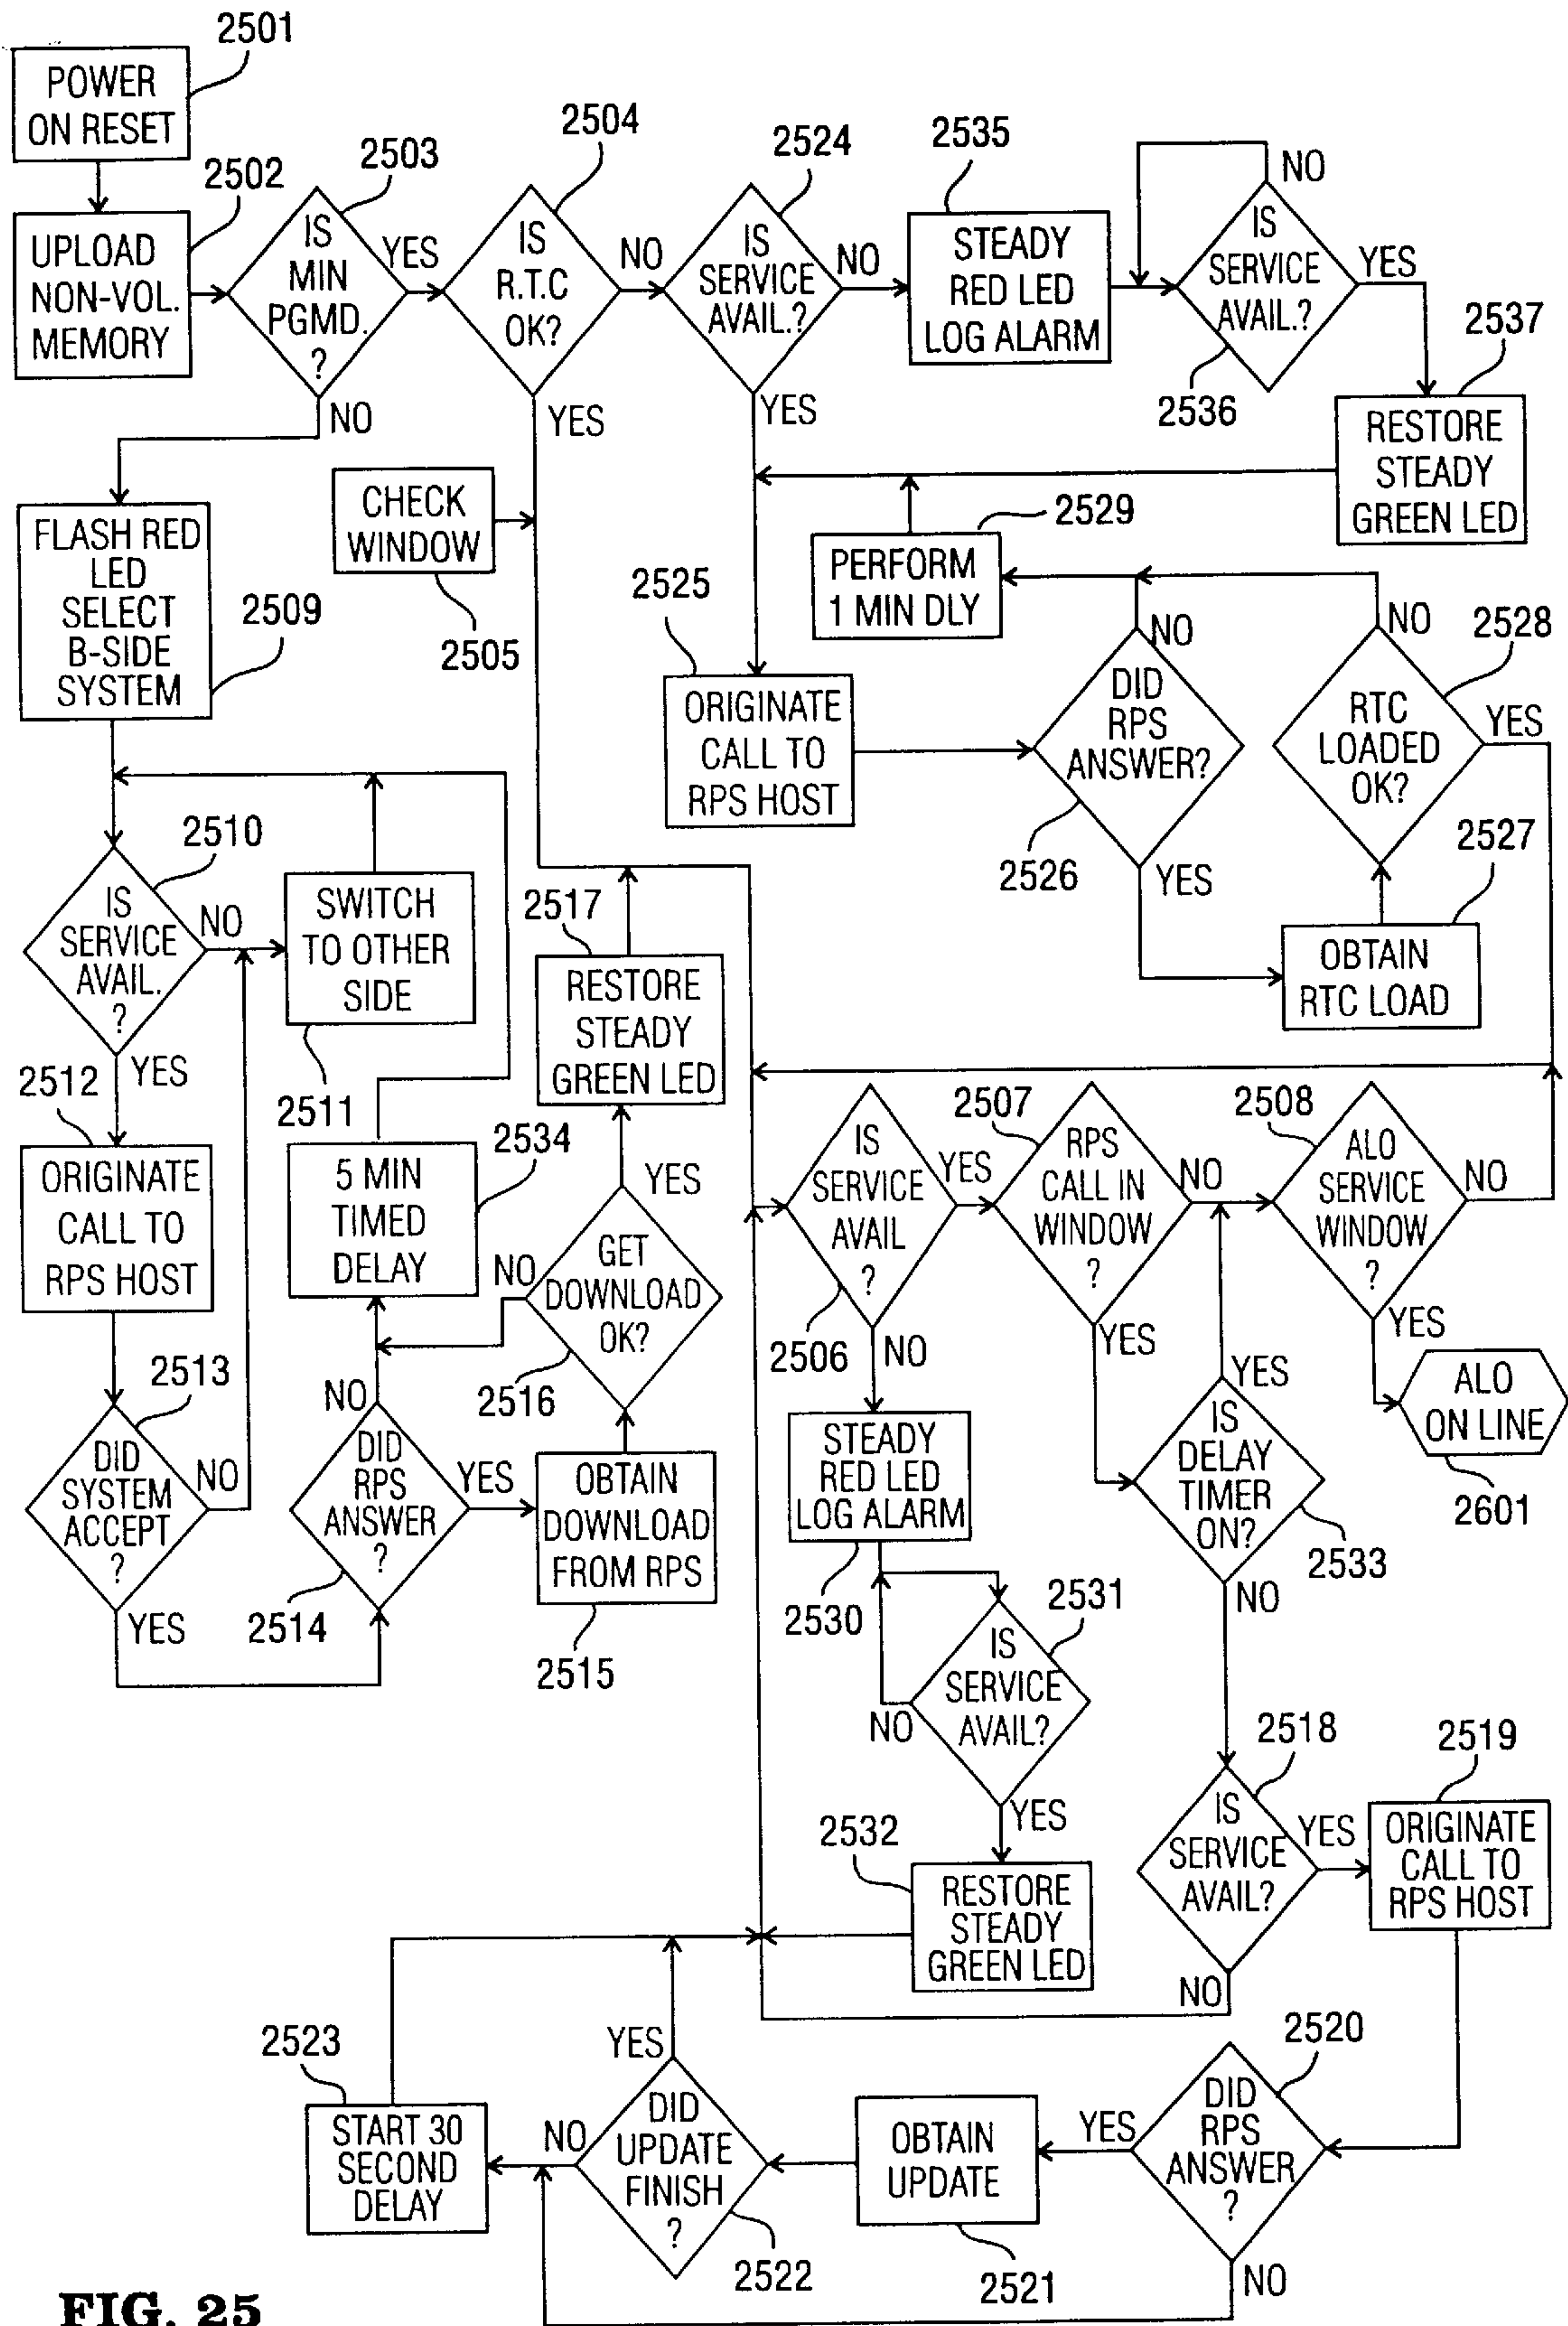 2501
POWER
ON RESET
2502
UPLOAD
NON-VOL.
MEMORY
2503
IS
MIN
PGMD.
?
YES
NO
2504
IS
R.T.C
OK?
NO
YES
2524
IS
SERVICE
AVAIL.?
NO
YES
2535
STEADY
RED LED
LOG ALARM
NO
IS
SERVICE
AVAIL.?
YES
2536
2537
RESTORE
STEADY
GREEN LED
CHECK
WINDOW
2505
FLASH RED
LED
SELECT
B-SIDE
SYSTEM
2509
2529
PERFORM
1 MIN DLY
2525
ORIGINATE
CALL TO
RPS HOST
NO
DID
RPS
ANSWER?
2526
YES
NO
2528
RTC
LOADED
OK?
YES
2527
OBTAIN
RTC LOAD
2510
IS
SERVICE
AVAIL.
?
NO
YES
SWITCH
TO OTHER
SIDE
2511
2517
RESTORE
STEADY
GREEN LED
2512
ORIGINATE
CALL TO
RPS HOST
5 MIN
TIMED
DELAY
2534
YES
GET
DOWNLOAD
OK?
NO
2516
IS
SERVICE
AVAIL
?
YES
2506
NO
2507
RPS
CALL IN
WINDOW
?
NO
YES
2508
ALO
SERVICE
WINDOW
?
NO
YES
ALO
ON LINE
2601
2513
DID
SYSTEM
ACCEPT
?
NO
YES
NO
DID
RPS
ANSWER
?
YES
2514
OBTAIN
DOWNLOAD
FROM RPS
2515
STEADY
RED LED
LOG ALARM
2530
YES
IS
DELAY
TIMER
ON?
2533
NO
2531
IS
SERVICE
AVAIL?
NO
YES
2532
RESTORE
STEADY
GREEN LED
2518
IS
SERVICE
AVAIL?
YES
NO
2519
ORIGINATE
CALL TO
RPS HOST
2520
DID
RPS
ANSWER
?
YES
NO
OBTAIN
UPDATE
2521
YES
DID
UPDATE
FINISH
?
NO
2522
2523
START 30
SECOND
DELAY
FIG. 25